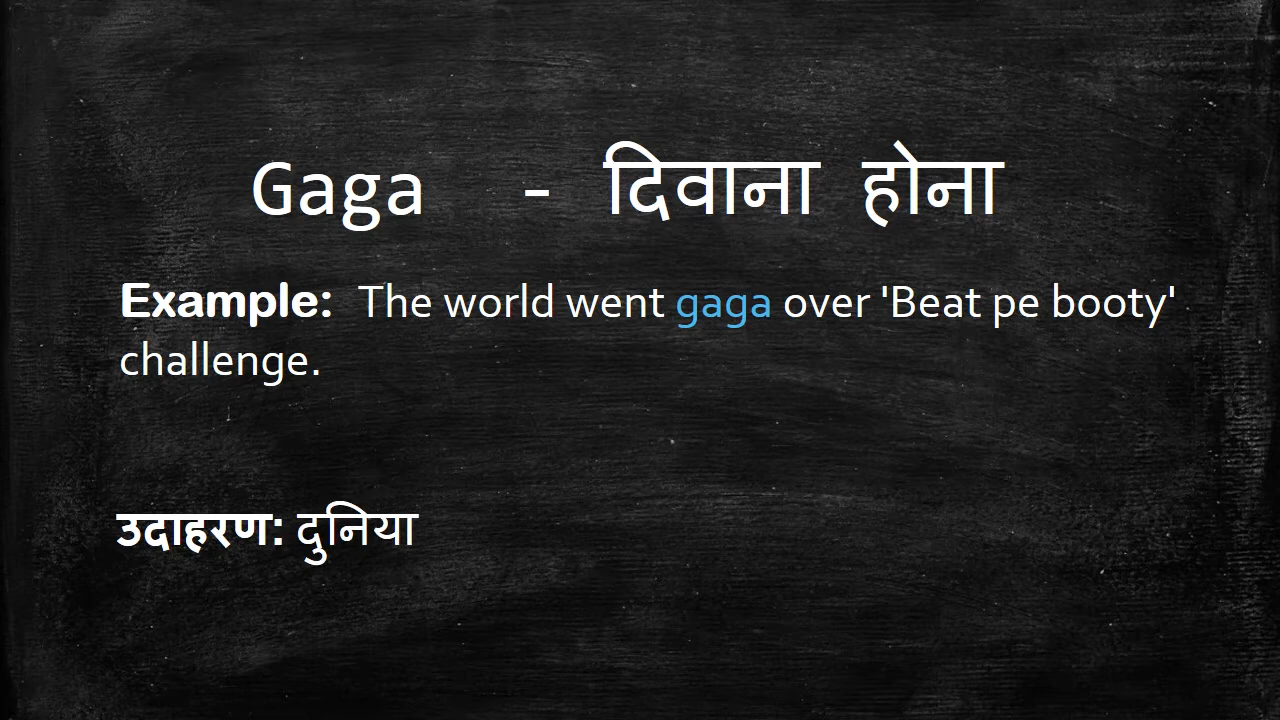 Gaga - दिवाना होना
Example: The world went gaga over 'Beat pe booty'
challenge.
उदाहरण: दुनिया